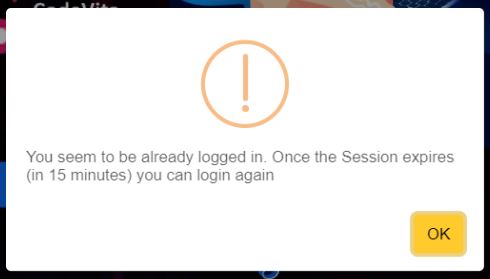 CodeVita
You seem to be already logged in. Once the Session expires
(in 15 minutes) you can login again
OK